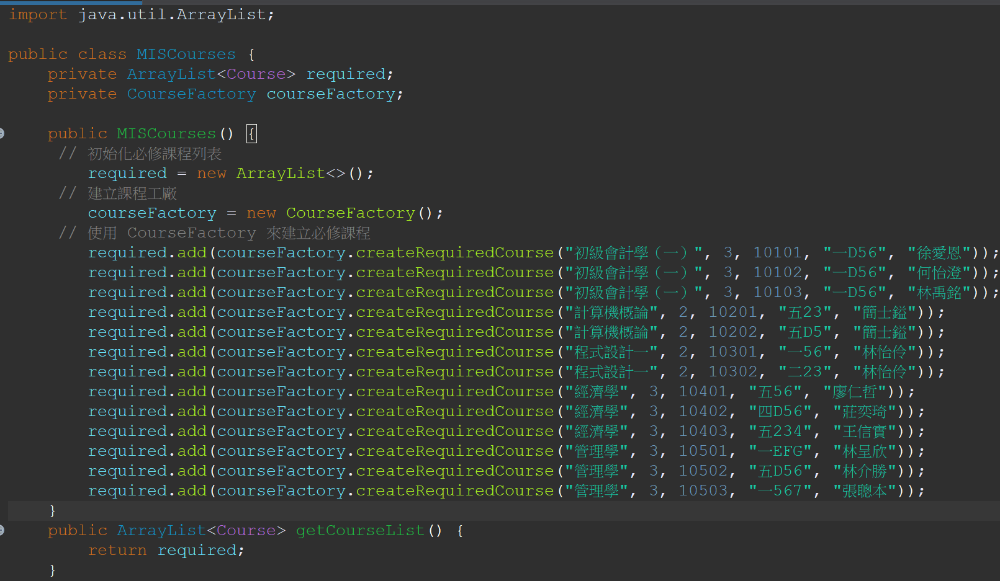 import java.util.ArrayList;
public class MISCourses {
private ArrayList<Course> required;
private CourseFactory courseFactory;
public MISCourses() {
// 初始化必修課程列表
required = new ArrayList<>();
// 建立課程工廠
courseFactory = new CourseFactory();
// 使用 CourseFactory 來建立必修課程
required.add(courseFactory.createRequiredCourse("初級會計學（一）", 3, 10101, "一D56", "徐愛恩"));
required.add(courseFactory.createRequiredCourse("初級會計學（一）", 3, 10102, "一D56", "何怡澄"));
required.add(courseFactory.createRequiredCourse("初級會計學（一）", 3, 10103, "一D56", "林禹銘"));
required.add(courseFactory.createRequiredCourse("計算機概論", 2, 10201, "五23", "簡士鎰"));
required.add(courseFactory.createRequiredCourse("計算機概論", 2, 10202, "五D5", "簡士鎰"));
required.add(courseFactory.createRequiredCourse("程式設計一", 2, 10301, "一56", "林怡伶"));
required.add(courseFactory.createRequiredCourse("程式設計一", 2, 10302, "二23", "林怡伶"));
required.add(courseFactory.createRequiredCourse("經濟學", 3, 10401, "五56", "廖仁哲"));
required.add(courseFactory.createRequiredCourse("經濟學", 3, 10402, "四D56", "莊奕琦"));
required.add(courseFactory.createRequiredCourse("經濟學", 3, 10403, "五234", "王信實"));
required.add(courseFactory.createRequiredCourse("管理學", 3, 10501, "一EFG", "林呈欣"));
required.add(courseFactory.createRequiredCourse("管理學", 3, 10502, "五D56", "林介勝"));
required.add(courseFactory.createRequiredCourse("管理學", 3, 10503, "一567", "張聰本"));
}
public ArrayList<Course> getCourseList() {
return required;
}